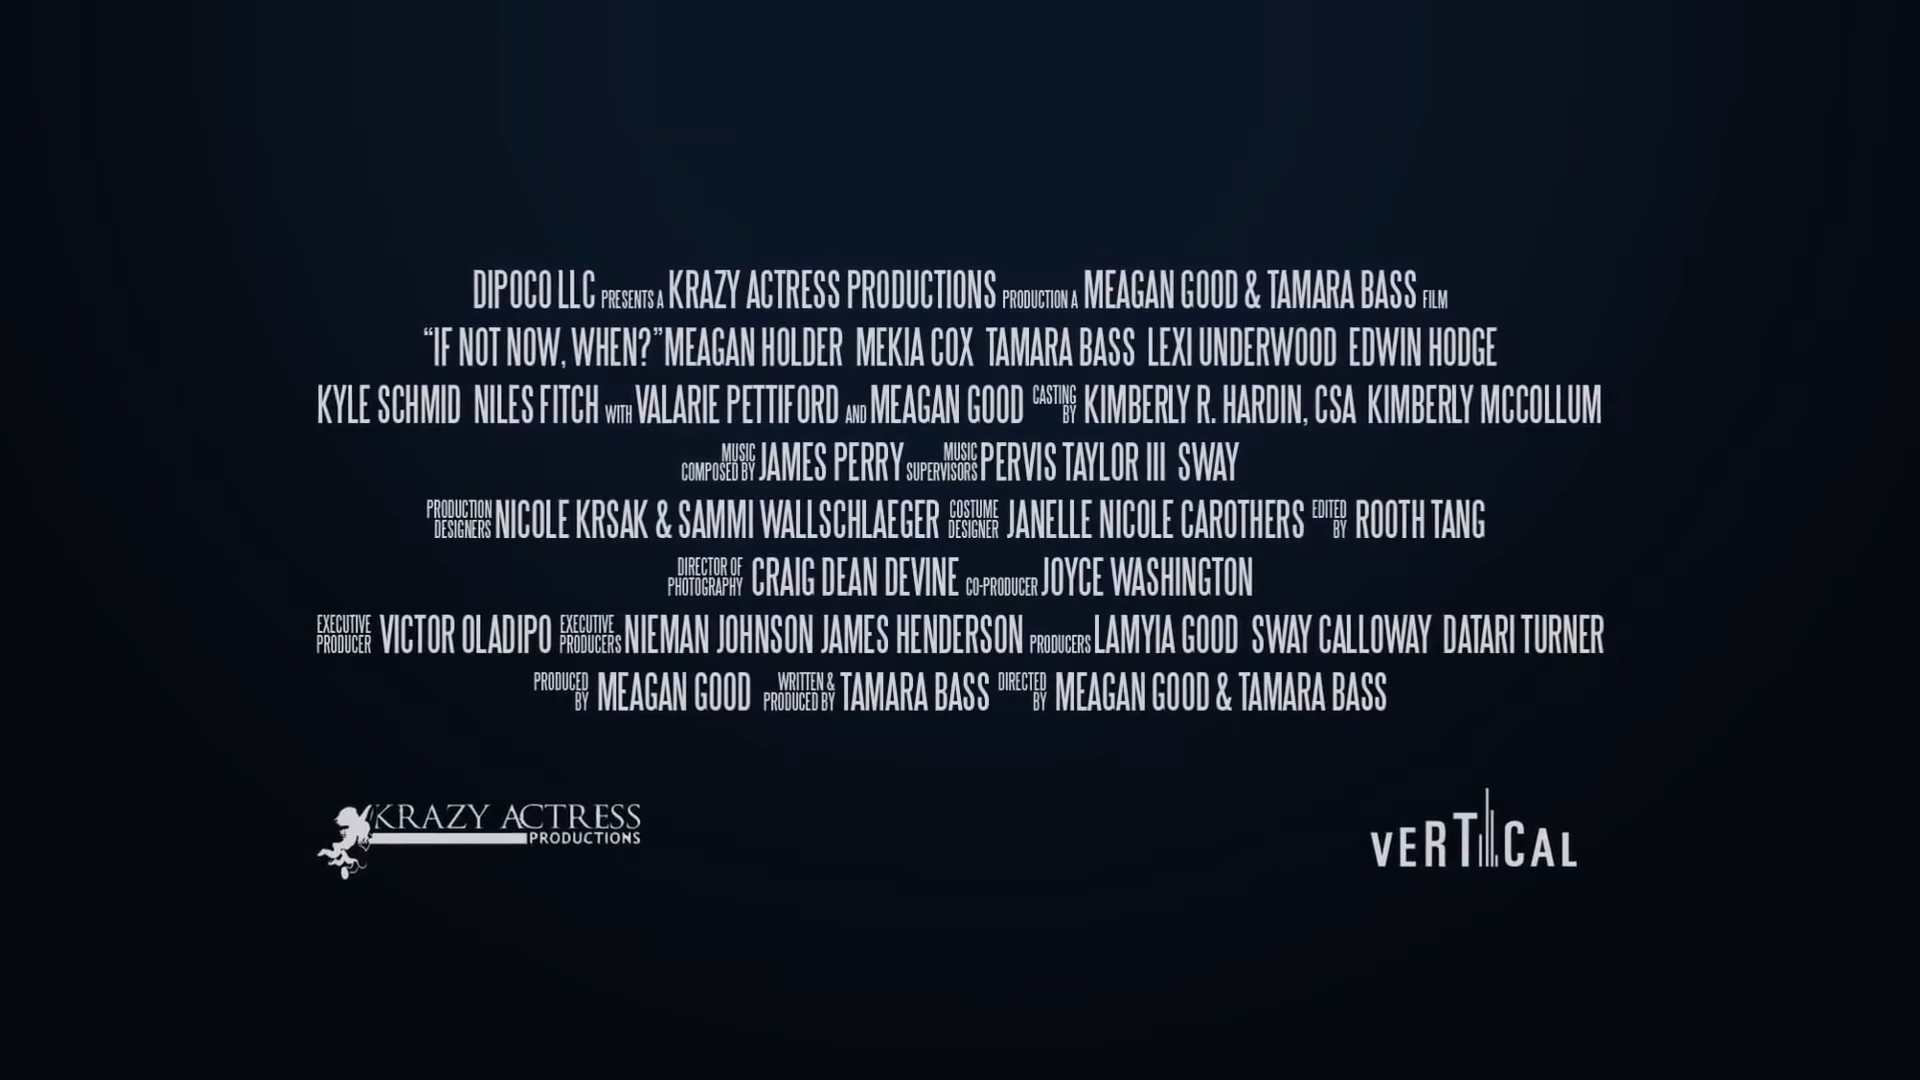 DIPOCO LLC PRESENTS A KRAZY ACTRESS PRODUCTIONS PRODUCTION A MEAGAN GOOD & TAMARA BASS FILM
“IF NOT NOW, WHEN?” MEAGAN HOLDER MEKIA COX TAMARA BASS LEXI UNDERWOOD EDWIN HODGE
KYLE SCHMID NILES FITCH WITH VALARIE PETTIFORD AND MEAGAN GOOD CASTING BY KIMBERLY R. HARDIN, CSA KIMBERLY MCCOLLUM
MUSIC COMPOSED BY JAMES PERRY MUSIC SUPERVISORS PERVIS TAYLOR III SWAY
PRODUCTION DESIGNERS NICOLE KRSAK & SAMMI WALLSCHLAEGER COSTUME DESIGNER JANELLE NICOLE CAROTHERS EDITED BY ROOTH TANG
DIRECTOR OF PHOTOGRAPHY CRAIG DEAN DEVINE CO-PRODUCER JOYCE WASHINGTON
EXECUTIVE PRODUCER VICTOR OLADIPO EXECUTIVE PRODUCERS NIEMAN JOHNSON JAMES HENDERSON PRODUCERS LAMYIA GOOD SWAY CALLOWAY DATARI TURNER
PRODUCED BY MEAGAN GOOD WRITTEN & PRODUCED BY TAMARA BASS DIRECTED BY MEAGAN GOOD & TAMARA BASS
KRAZY ACTRESS
PRODUCTIONS
VERTICAL